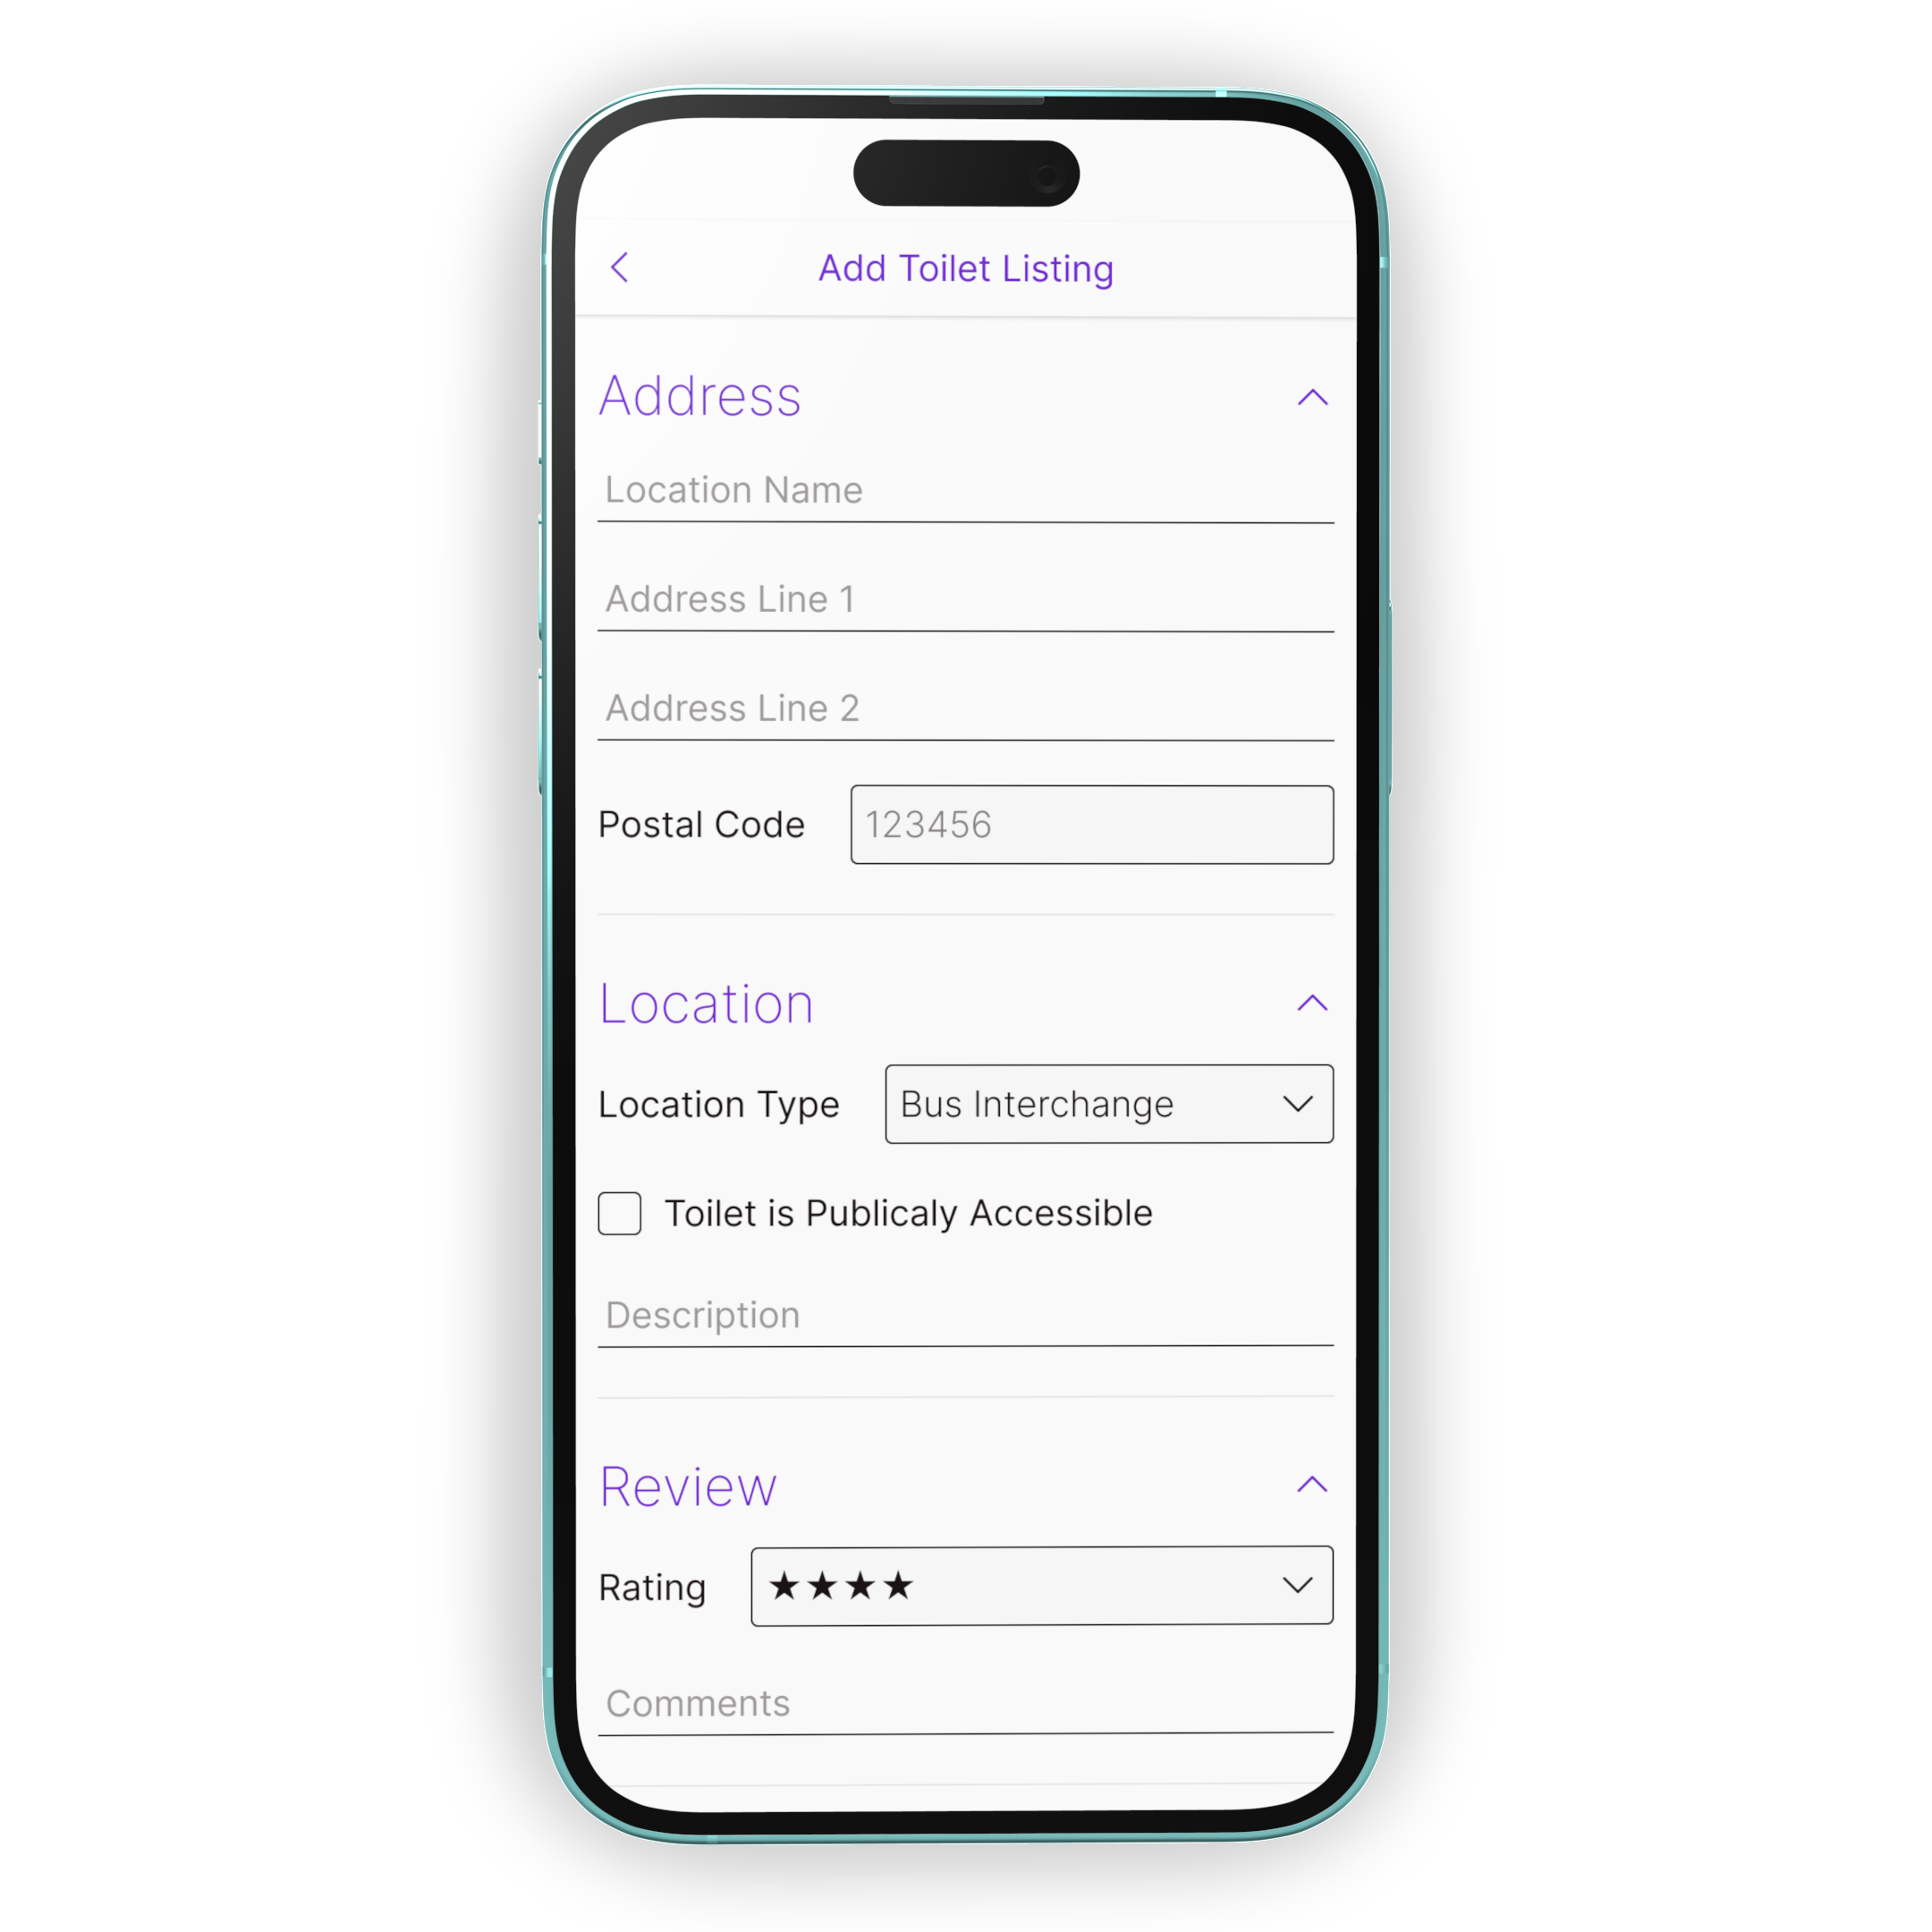 Add Toilet Listing
Address
Location Name
Address Line 1
Address Line 2
Postal Code 123456
Location
Location Type Bus Interchange
Toilet is Publicaly Accessible
Description
Review
Rating ★★★★
Comments